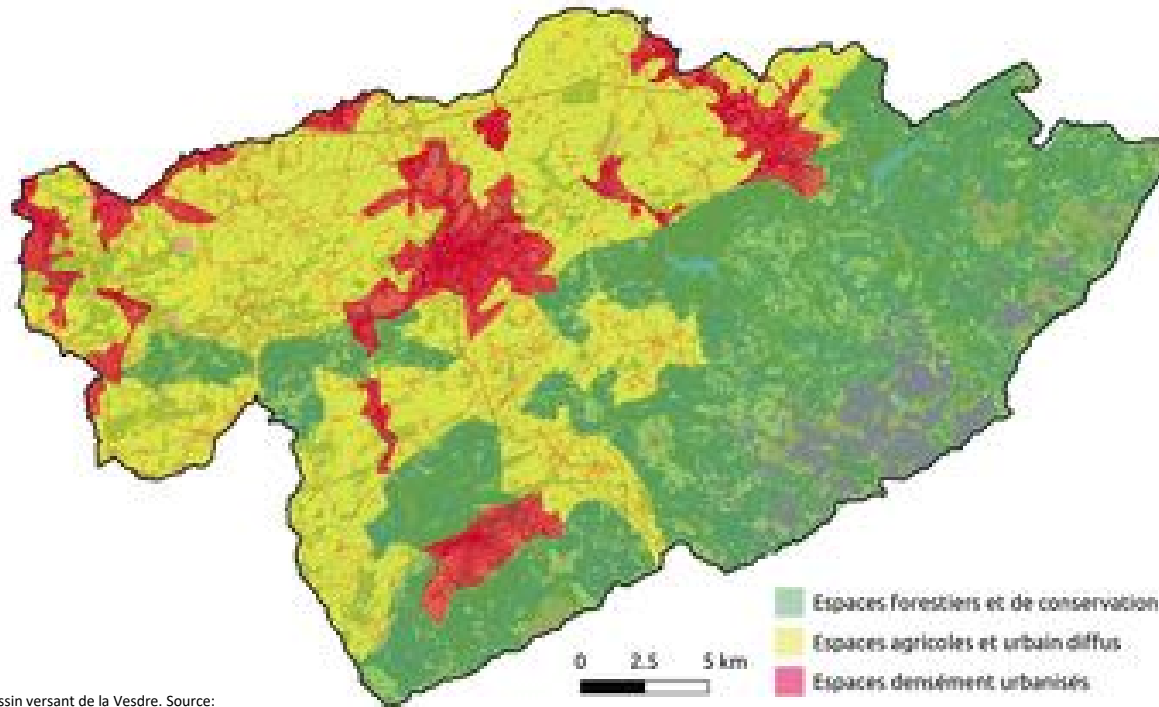 Espaces forestiers et de conservation
Espaces agricoles et urbain diffus
0 2.5 5 km
Espaces densément urbanisés
ssin versant de la Vesdre. Source: